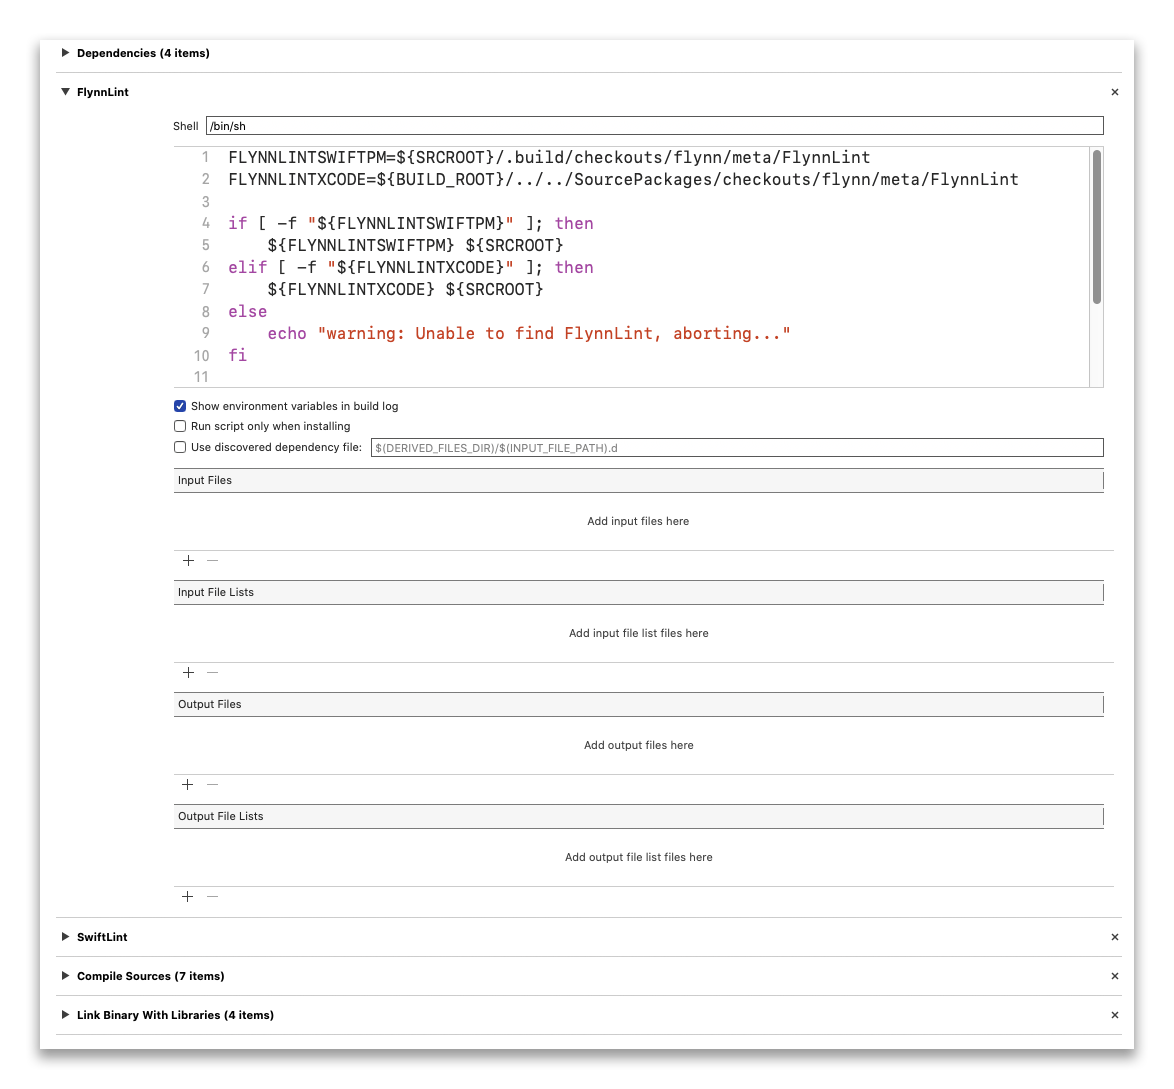 Dependencies (4 items)
FlynnLint
Shell /bin/sh
1 FLYNNLINTSWIFTPM=${SRCROOT}/.build/checkouts/flynn/meta/FlynnLint
2 FLYNNLINTXCODE=${BUILD_ROOT}/../../SourcePackages/checkouts/flynn/meta/FlynnLint
3
4 if [ -f "${FLYNNLINTSWIFTPM}" ]; then
5 ${FLYNNLINTSWIFTPM} ${SRCROOT}
6 elif [ -f "${FLYNNLINTXCODE}" ]; then
7 ${FLYNNLINTXCODE} ${SRCROOT}
8 else
9 echo "warning: Unable to find FlynnLint, aborting..."
10 fi
11
Show environment variables in build log
Run script only when installing
Use discovered dependency file: $(DERIVED_FILES_DIR)/$(INPUT_FILE_PATH).d
Input Files
Add input files here
Input File Lists
Add input file list files here
Output Files
Add output files here
Output File Lists
Add output file list files here
SwiftLint
Compile Sources (7 items)
Link Binary With Libraries (4 items)